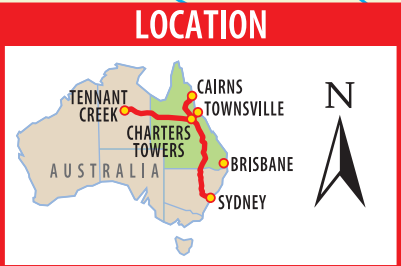 LOCATION
CAIRNS
TENNANT
CREEK
TOWNSVILLE
CHARTERS
TOWERS
AUSTRALIA
BRISBANE
SYDNEY
N